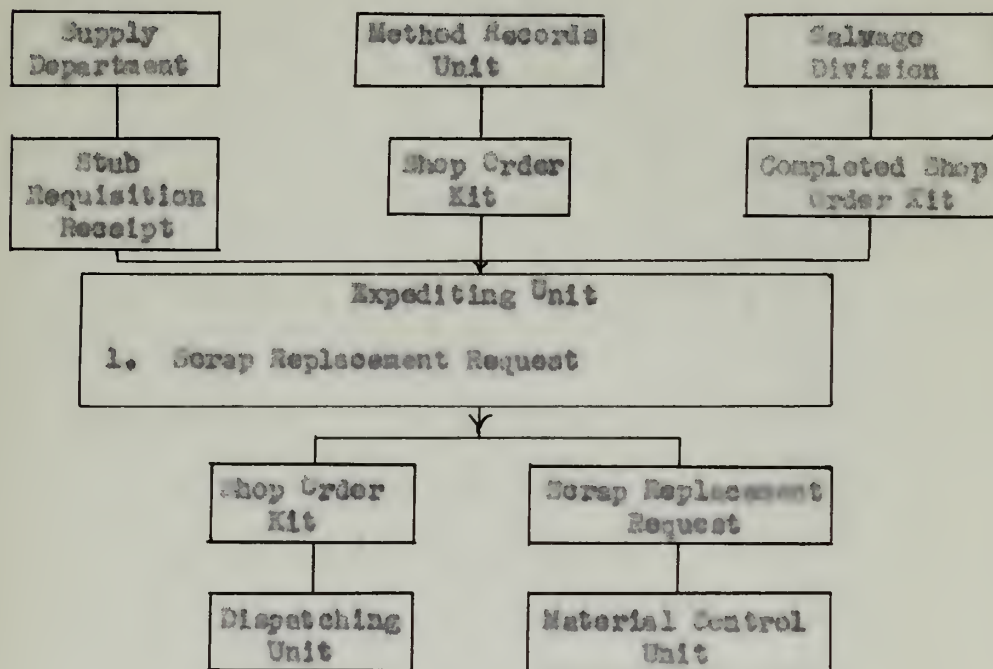 Supply
Department
Method Records
Unit
Salvage
Division
Stub
Requisition
Receipt
Shop Order
Kit
Completed Shop
Order Kit
Expediting Unit
1. Scrap Replacement Request
Shop Order
Kit
Scrap Replacement
Request
Dispatching
Unit
Material Control
Unit